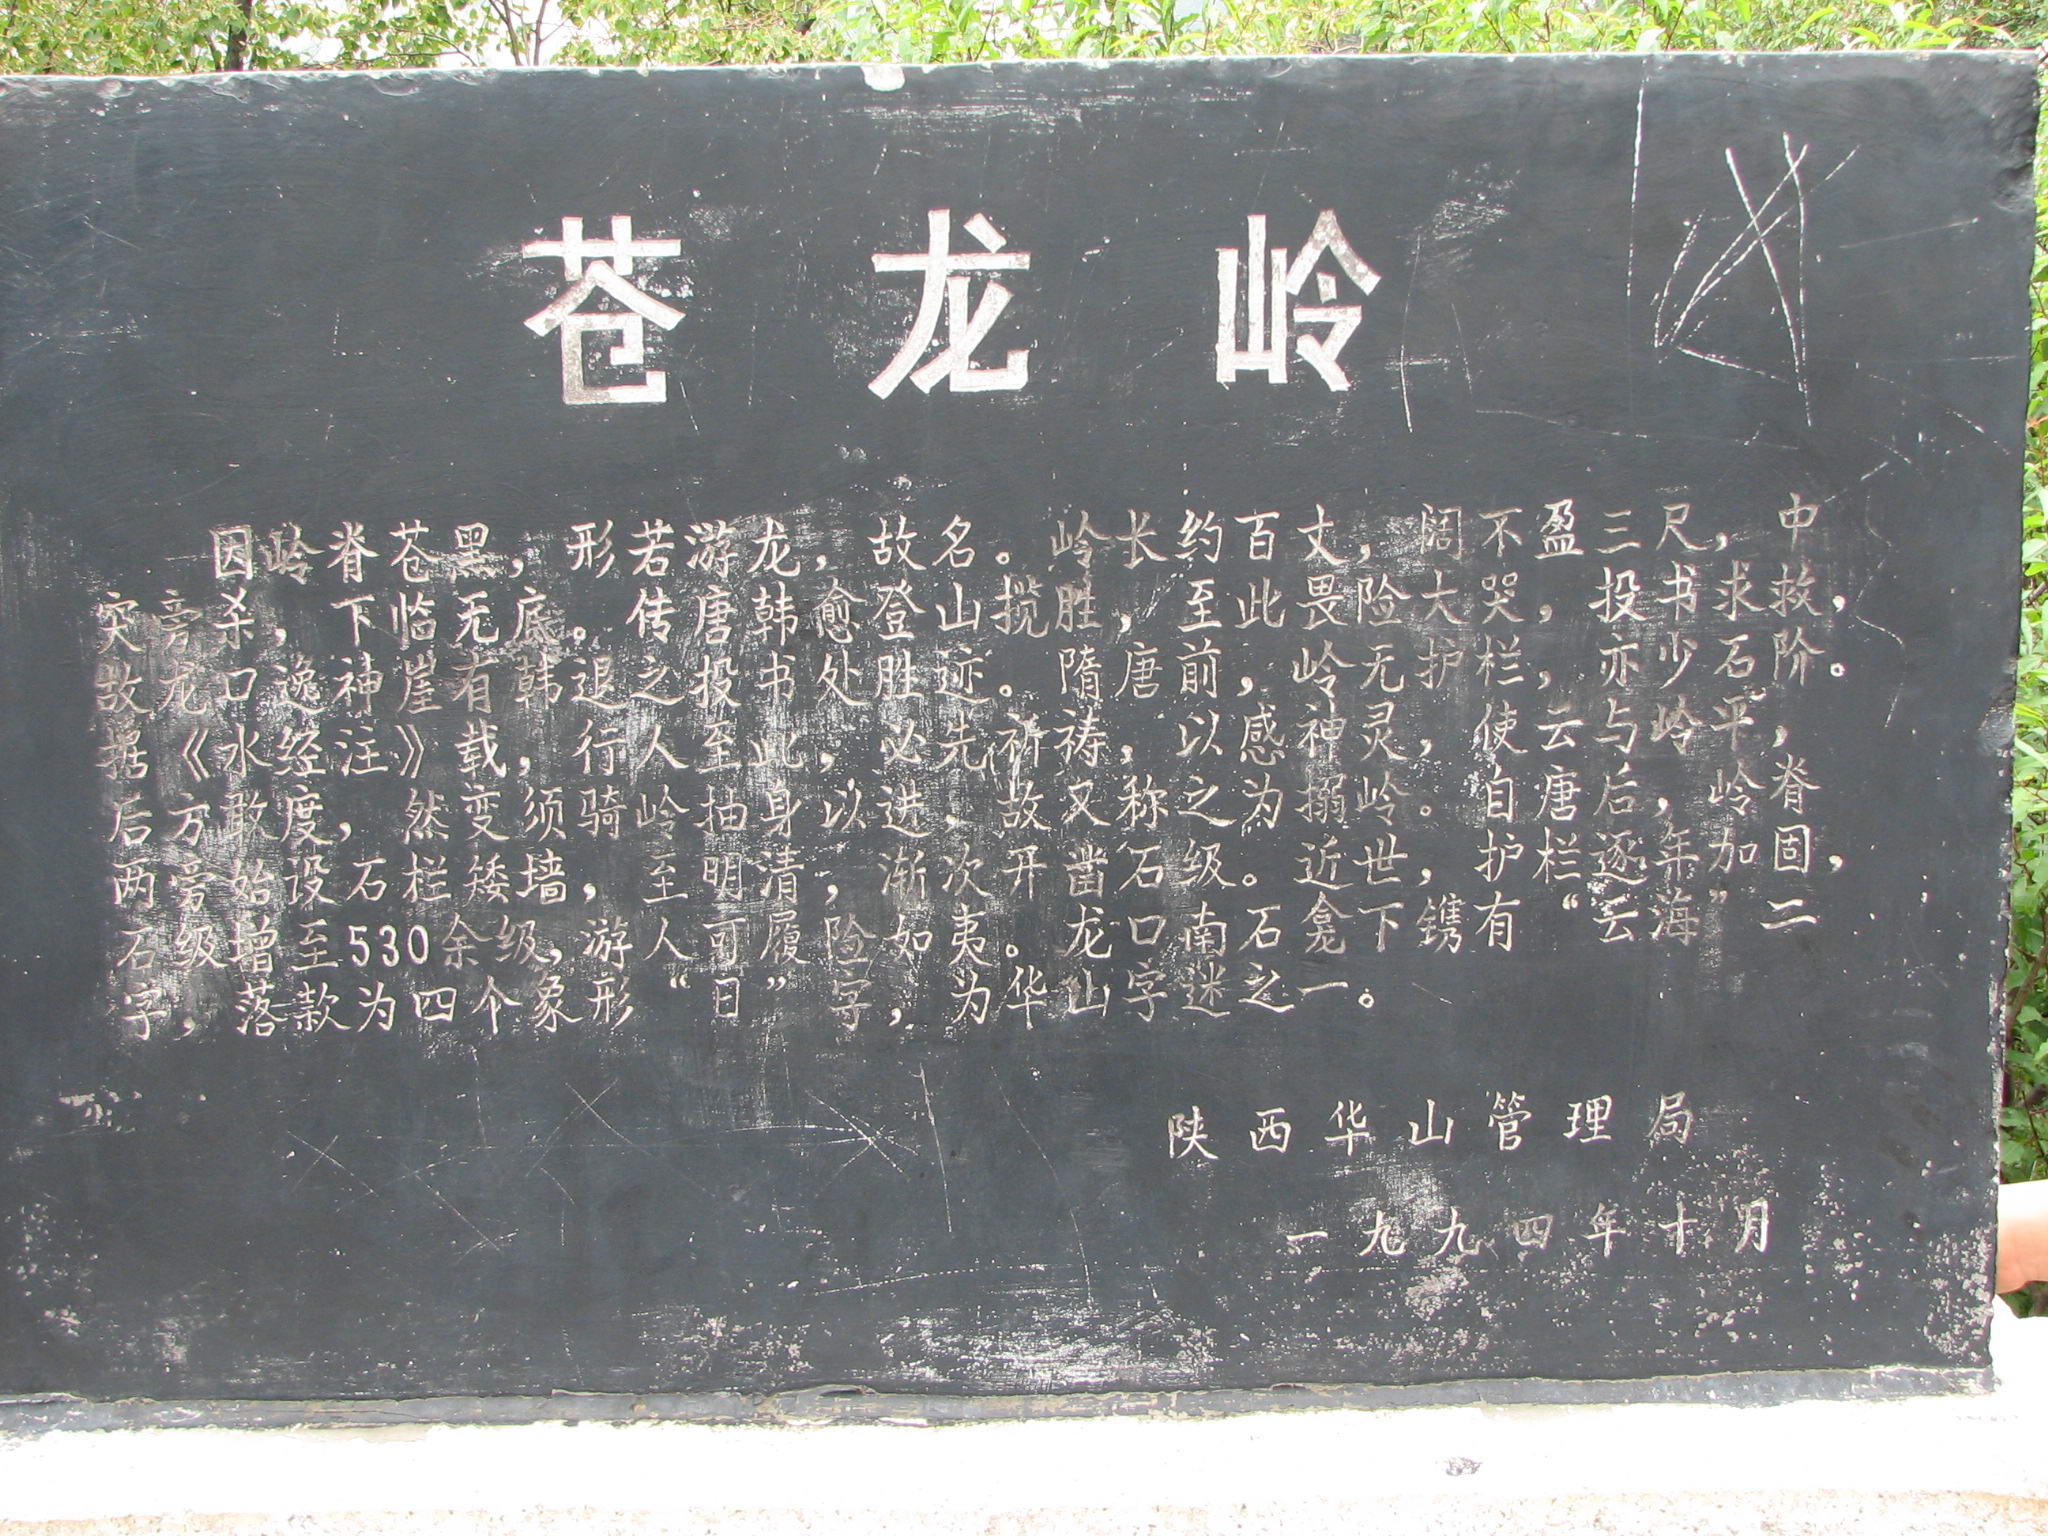 苍龙岭
因岭脊苍黑，形若游龙，故名。岭长约百丈，阔不盈三尺，中
突旁杀，下临无底。传唐韩愈登山揽胜，至此畏险大哭，投书求救，
故龙口逸神崖有韩退之投书处胜迹。隋唐前，岭无护栏，亦少石阶。
据《水经注》载，行人至此，必先祈祷，以感神灵，使云与岭平，
后方敢度，然变须骑岭抽身以进，故又称之为搦岭。自唐后，岭脊
两旁始设石栏矮墙，至明清，渐次开凿石级。近世，护栏逐年加固，
石级增至530余级，游人可履险如夷。龙口南石龛下镌有“云海”二
字，落款为四个象形“日”字，为华山字迷之一。
陕西华山管理局
一九九四年十月